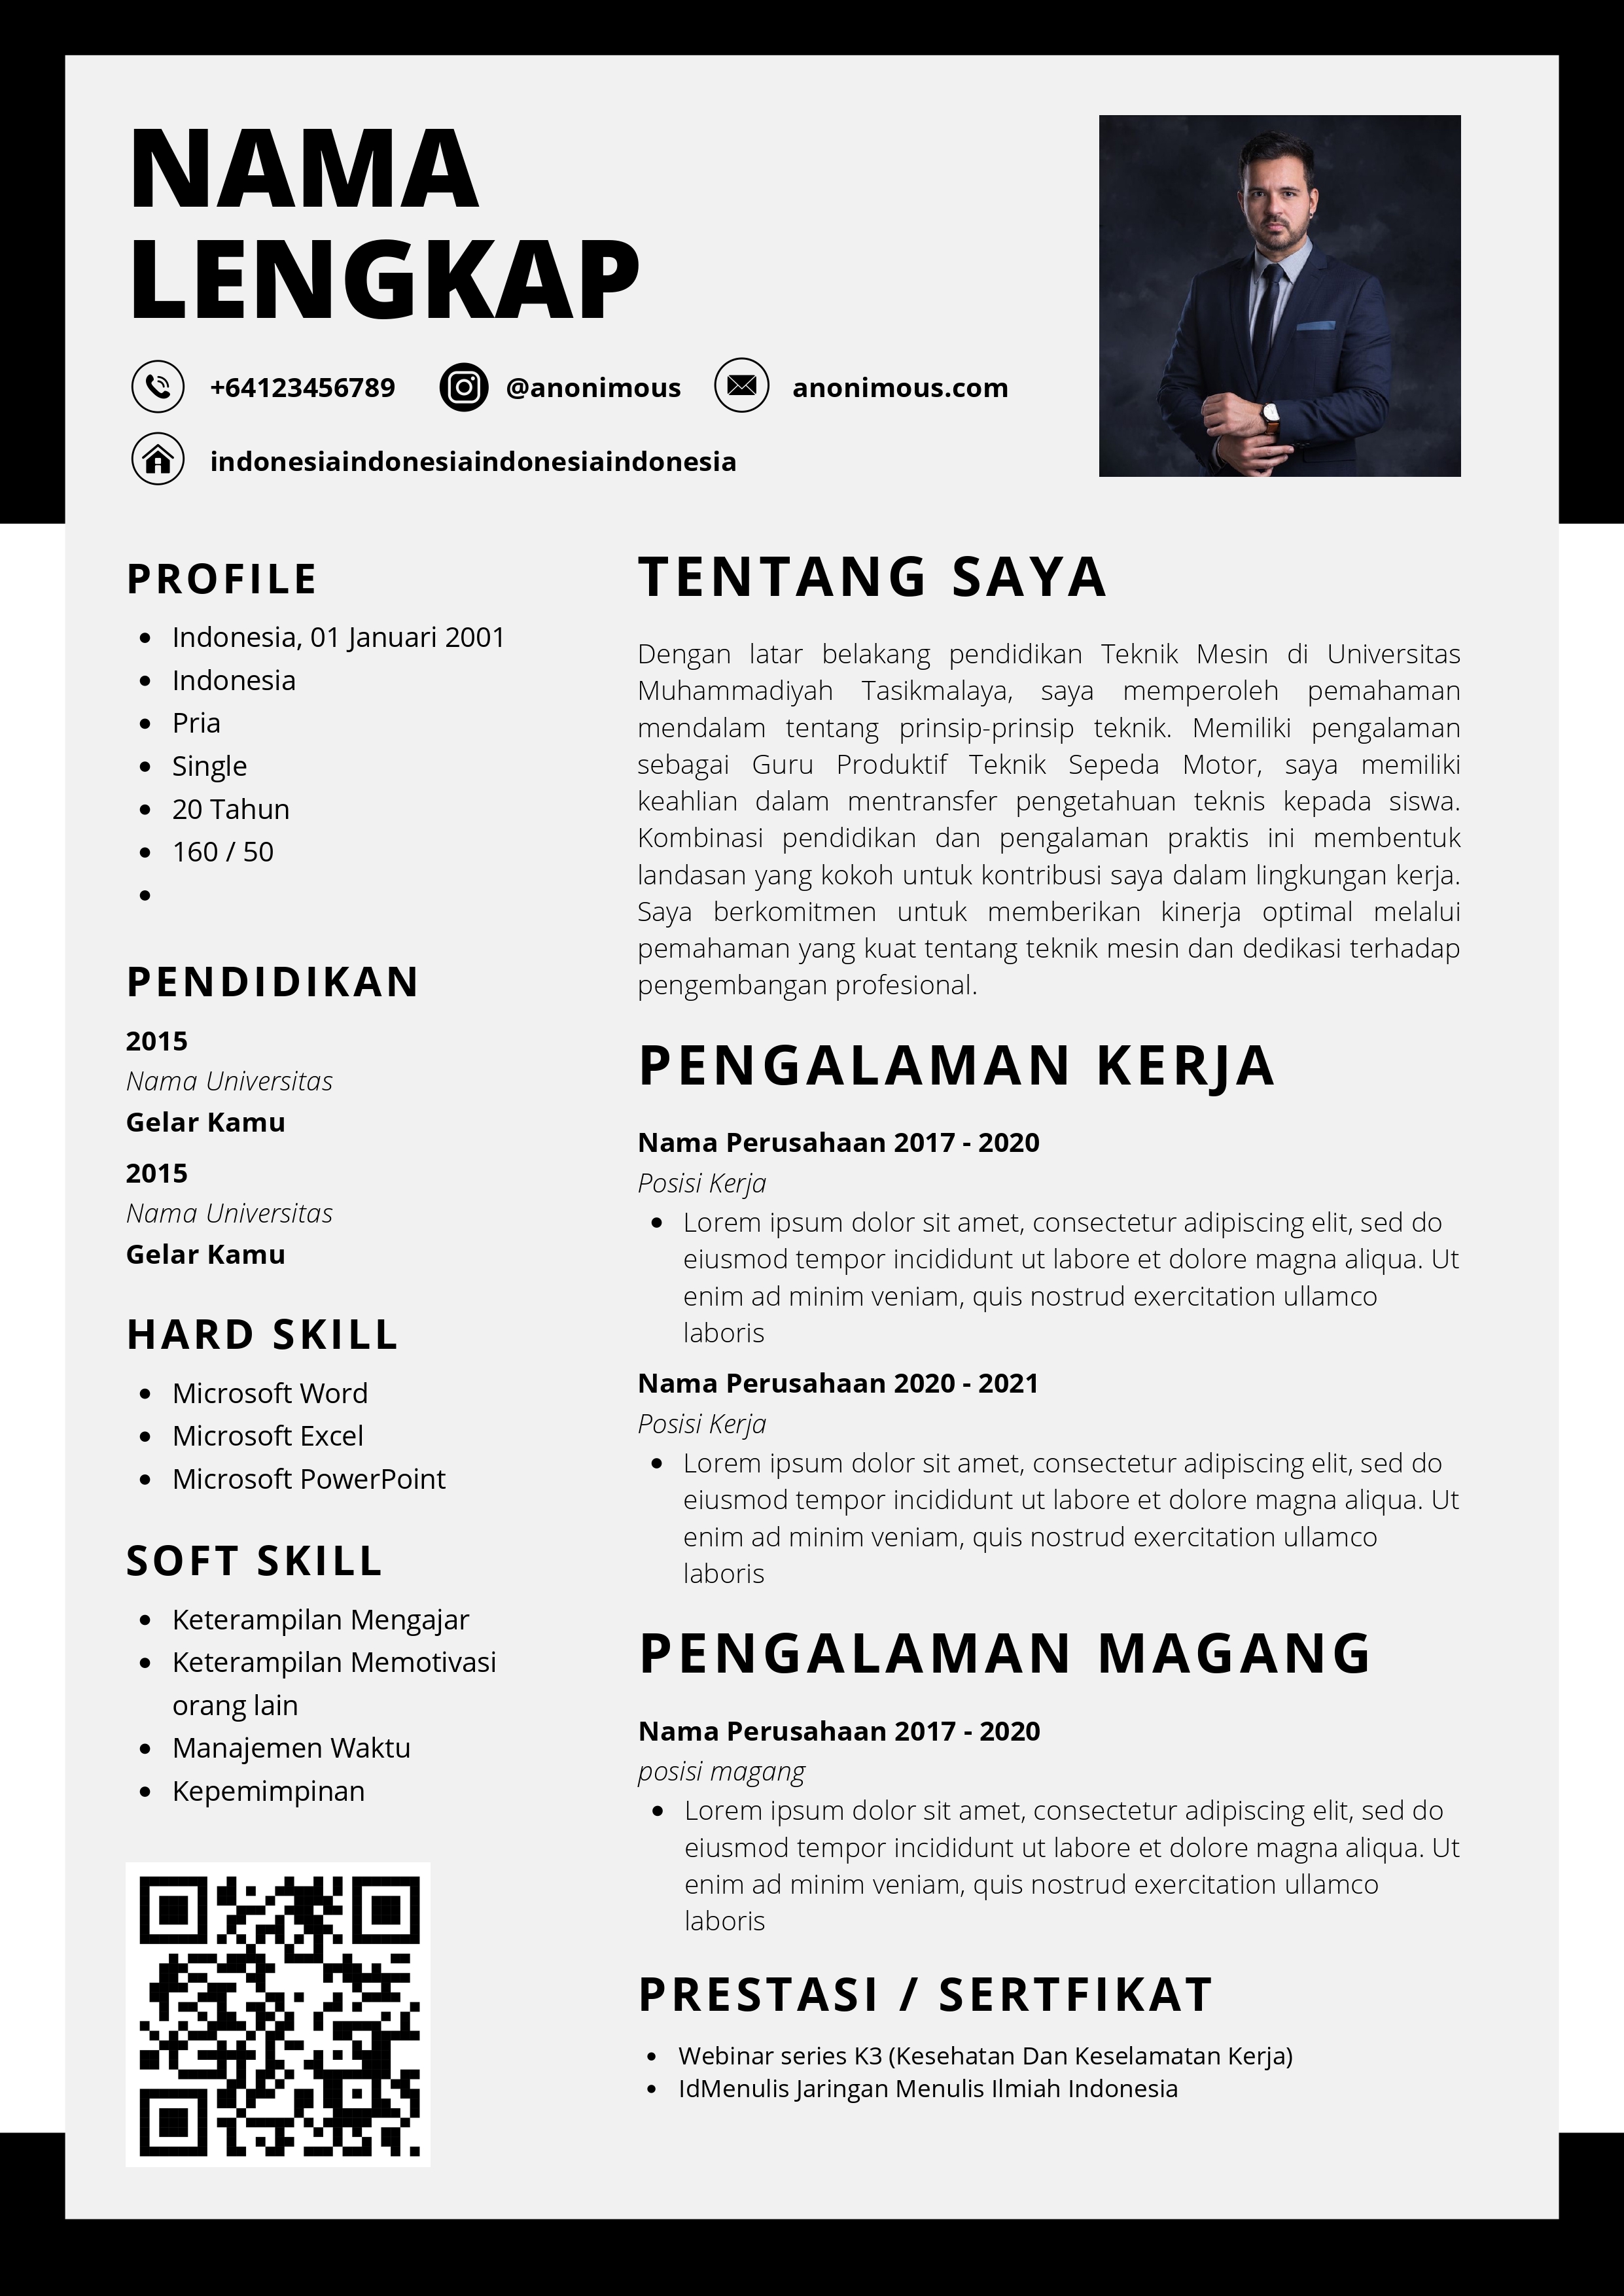 NAMA
LENGKAP
+64123456789 @anonimous anonimous.com
indonesiaindonesiaindonesiaindonesia
PROFILE
• Indonesia, 01 Januari 2001
• Indonesia
• Pria
• Single
• 20 Tahun
• 160 / 50
•
PENDIDIKAN
2015
Nama Universitas
Gelar Kamu
2015
Nama Universitas
Gelar Kamu
HARD SKILL
• Microsoft Word
• Microsoft Excel
• Microsoft PowerPoint
SOFT SKILL
• Keterampilan Mengajar
• Keterampilan Memotivasi
orang lain
• Manajemen Waktu
• Kepemimpinan
TENTANG SAYA
Dengan latar belakang pendidikan Teknik Mesin di Universitas
Muhammadiyah Tasikmalaya, saya memperoleh pemahaman
mendalam tentang prinsip-prinsip teknik. Memiliki pengalaman
sebagai Guru Produktif Teknik Sepeda Motor, saya memiliki
keahlian dalam mentransfer pengetahuan teknis kepada siswa.
Kombinasi pendidikan dan pengalaman praktis ini membentuk
landasan yang kokoh untuk kontribusi saya dalam lingkungan kerja.
Saya berkomitmen untuk memberikan kinerja optimal melalui
pemahaman yang kuat tentang teknik mesin dan dedikasi terhadap
pengembangan profesional.
PENGALAMAN KERJA
Nama Perusahaan 2017 - 2020
Posisi Kerja
• Lorem ipsum dolor sit amet, consectetur adipiscing elit, sed do
eiusmod tempor incididunt ut labore et dolore magna aliqua. Ut
enim ad minim veniam, quis nostrud exercitation ullamco
laboris
Nama Perusahaan 2020 - 2021
Posisi Kerja
• Lorem ipsum dolor sit amet, consectetur adipiscing elit, sed do
eiusmod tempor incididunt ut labore et dolore magna aliqua. Ut
enim ad minim veniam, quis nostrud exercitation ullamco
laboris
PENGALAMAN MAGANG
Nama Perusahaan 2017 - 2020
posisi magang
• Lorem ipsum dolor sit amet, consectetur adipiscing elit, sed do
eiusmod tempor incididunt ut labore et dolore magna aliqua. Ut
enim ad minim veniam, quis nostrud exercitation ullamco
laboris
PRESTASI / SERTFIKAT
• Webinar series K3 (Kesehatan Dan Keselamatan Kerja)
• IdMenulis Jaringan Menulis Ilmiah Indonesia